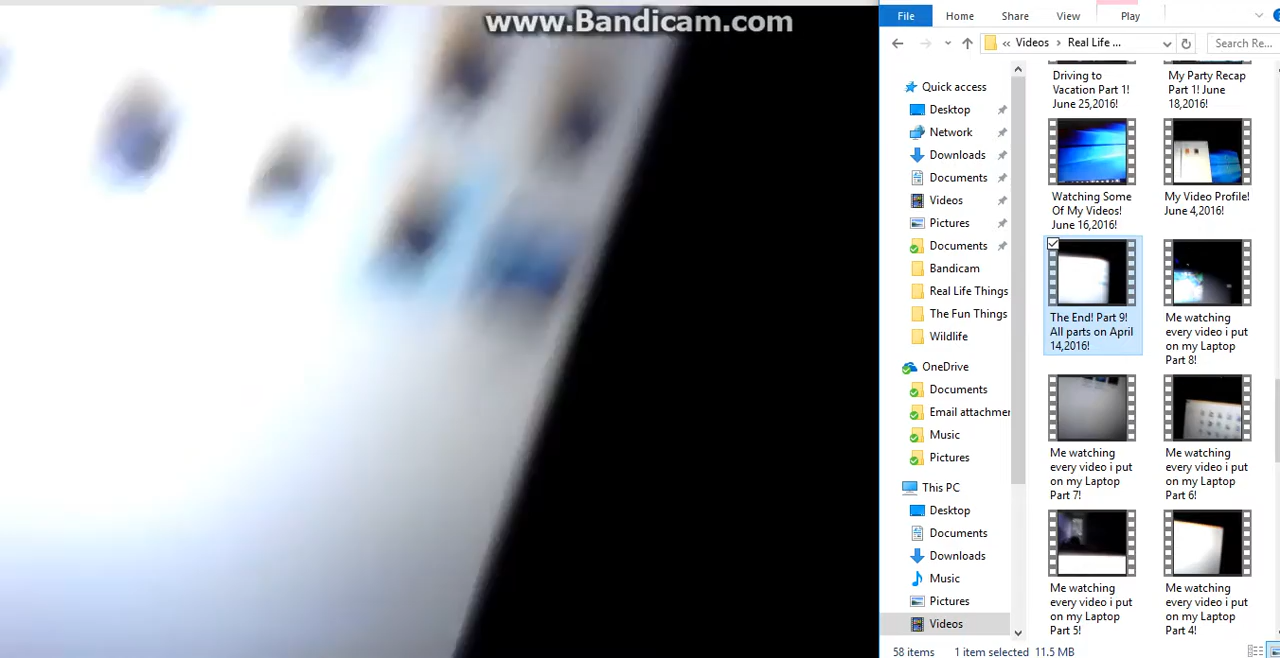 www.Bandicam.com
File Home Share View Play
« Videos › Real Life ...
Search Re...
Quick access
Desktop
Network
Downloads
Documents
Videos
Pictures
Documents
Bandicam
Real Life Things
The Fun Things
Wildlife
OneDrive
Documents
Email attachmer
Music
Pictures
This PC
Desktop
Documents
Downloads
Music
Pictures
Videos
Driving to
Vacation Part 1!
June 25,2016!
My Party Recap
Part 1! June
18,2016!
Watching Some
Of My Videos!
June 16,2016!
My Video Profile!
June 4,2016!
The End! Part 9!
All parts on April
14,2016!
Me watching
every video i put
on my Laptop
Part 8!
Me watching
every video i put
on my Laptop
Part 7!
Me watching
every video i put
on my Laptop
Part 6!
Me watching
every video i put
on my Laptop
Part 5!
Me watching
every video i put
on my Laptop
Part 4!
58 items 1 item selected 11.5 MB